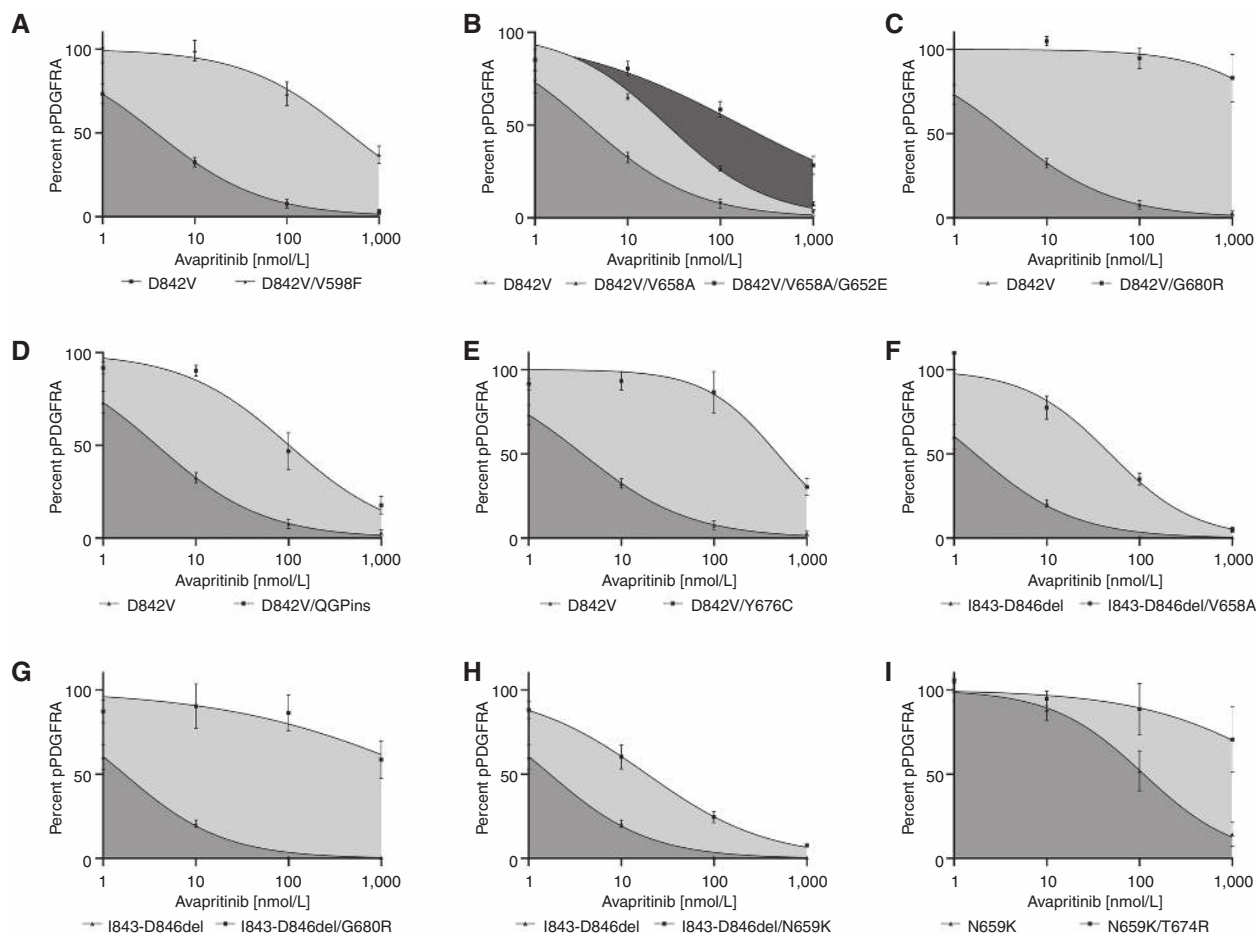 A
Percent pPDGFRA
100
50
0
1 10 100 1,000
Avapritinib [nmol/L]
D842V D842V/V598F
B
Percent pPDGFRA
100
50
0
1 10 100 1,000
Avapritinib [nmol/L]
D842V D842V/V658A D842V/V658A/G652E
C
Percent pPDGFRA
100
50
0
1 10 100 1,000
Avapritinib [nmol/L]
D842V D842V/G680R
D
Percent pPDGFRA
100
50
0
1 10 100 1,000
Avapritinib [nmol/L]
D842V D842V/QGPins
E
Percent pPDGFRA
100
50
0
1 10 100 1,000
Avapritinib [nmol/L]
D842V D842V/Y676C
F
Percent pPDGFRA
100
50
0
1 10 100 1,000
Avapritinib [nmol/L]
I843-D846del I843-D846del/V658A
G
Percent pPDGFRA
100
50
0
1 10 100 1,000
Avapritinib [nmol/L]
I843-D846del I843-D846del/G680R
H
Percent pPDGFRA
100
50
0
1 10 100 1,000
Avapritinib [nmol/L]
I843-D846del I843-D846del/N659K
I
Percent pPDGFRA
100
50
0
1 10 100 1,000
Avapritinib [nmol/L]
N659K N659K/T674R